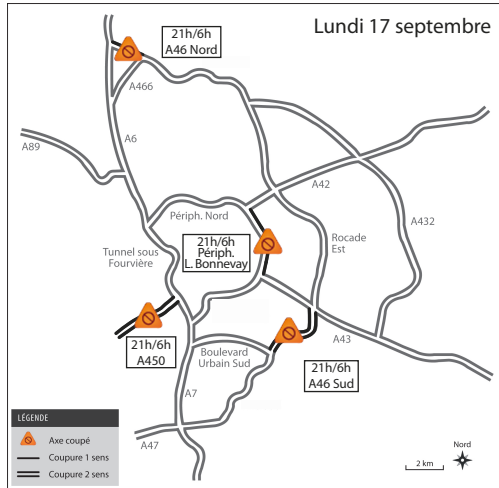 Lundi 17 septembre
21h/6h
A46 Nord
A466
A6
A89
A42
Périph. Nord
A432
21h/6h
Périph.
L. Bonnevay
Rocade
Est
Tunnel sous
Fourvière
21h/6h
A450
A43
Boulevard
Urbain Sud
21h/6h
A46 Sud
A7
A47
LÉGENDE
Axe coupé
Coupure 1 sens
Coupure 2 sens
Nord
2 km